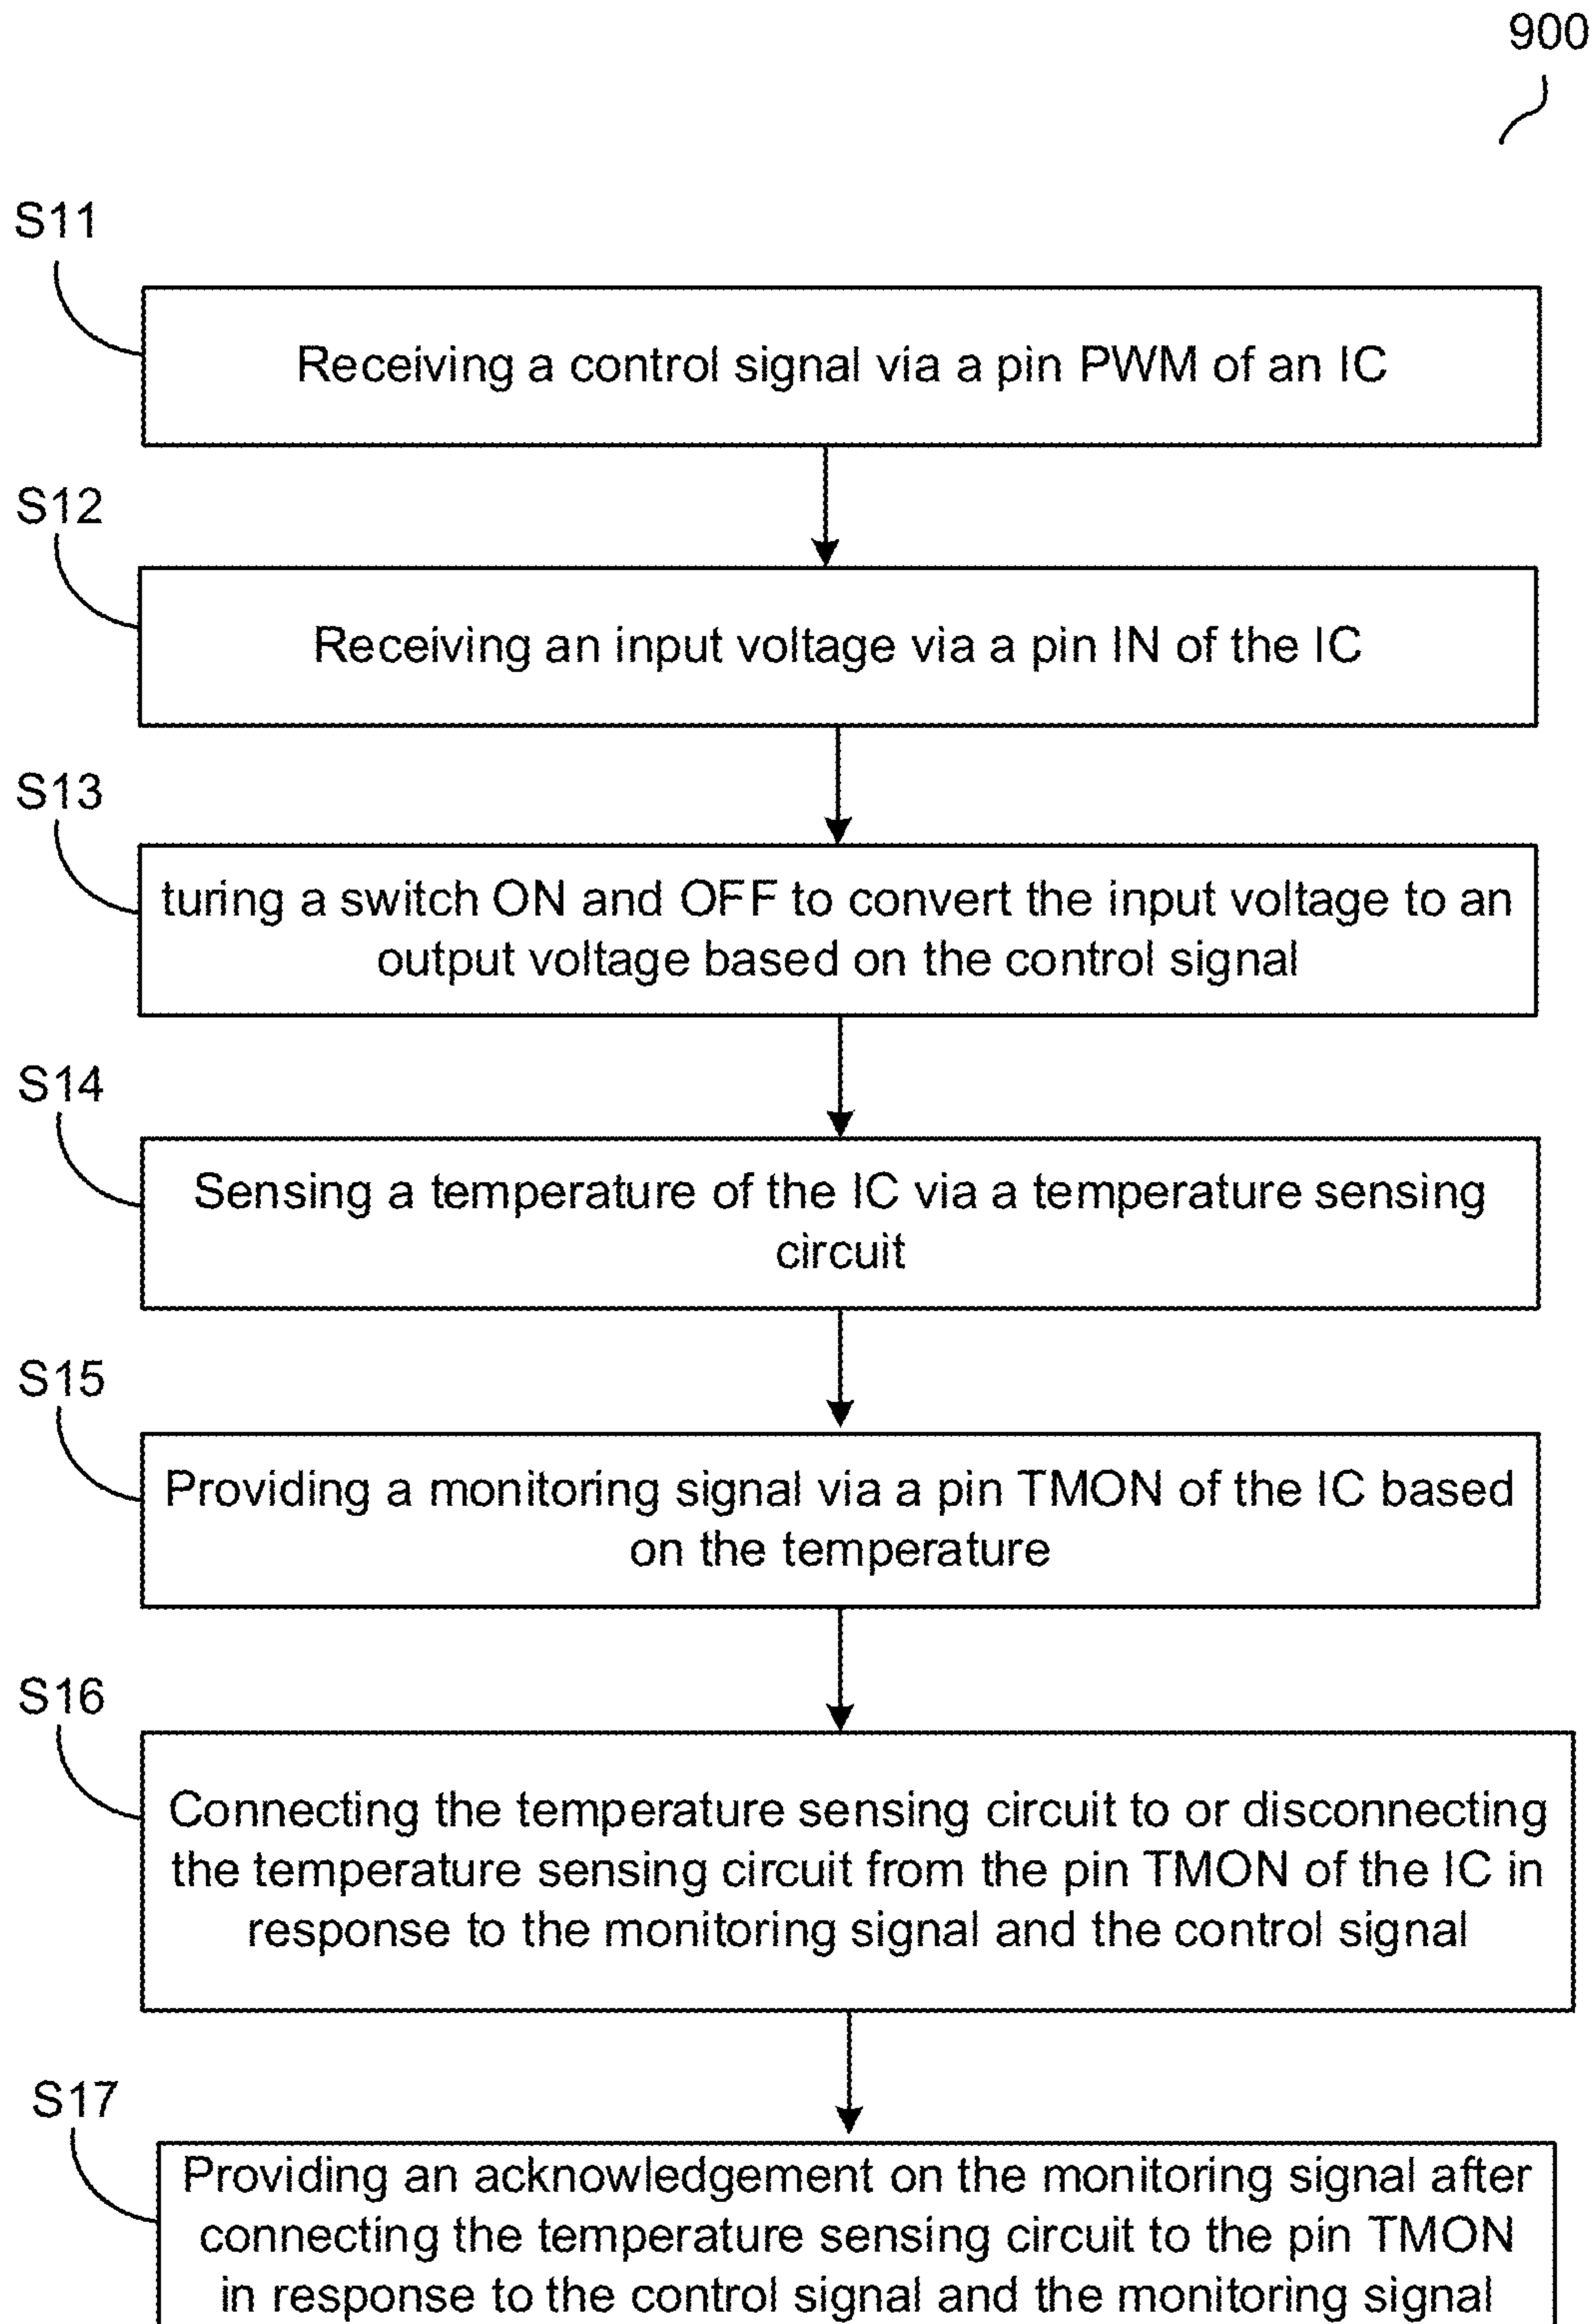 900
S11
Receiving a control signal via a pin PWM of an IC
S12
Receiving an input voltage via a pin IN of the IC
S13
turing a switch ON and OFF to convert the input voltage to an
output voltage based on the control signal
S14
Sensing a temperature of the IC via a temperature sensing
circuit
S15
Providing a monitoring signal via a pin TMON of the IC based
on the temperature
S16
Connecting the temperature sensing circuit to or disconnecting
the temperature sensing circuit from the pin TMON of the IC in
response to the monitoring signal and the control signal
S17
Providing an acknowledgement on the monitoring signal after
connecting the temperature sensing circuit to the pin TMON
in response to the control signal and the monitoring signal